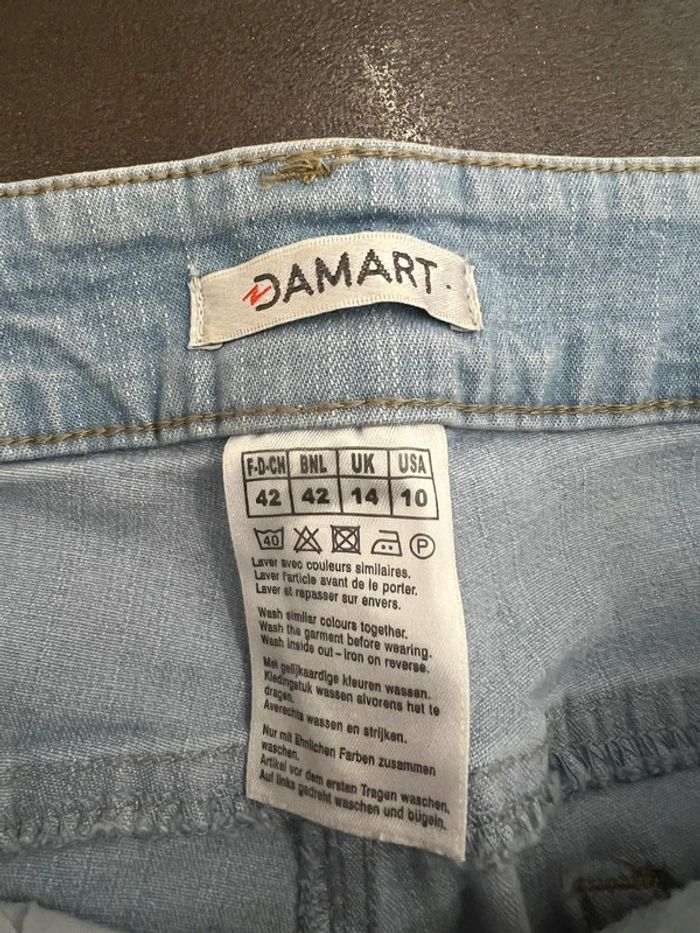 DAMART.
F-D-CH BNL UK USA
42 42 14 10
40 P
Laver avec couleurs similaires.
Laver l'article avant de le porter.
Laver et repasser sur envers.
Wash similar colours together.
Wash the garment before wearing.
Wash inside out – iron on reverse.
Met gelijkaardige kleuren wassen.
Kledingstuk wassen alvorens het te
dragen.
Averechts wassen en strijken.
Nur mit ähnlichen Farben zusammen
waschen.
Artikel vor dem ersten Tragen waschen.
Auf links gedreht waschen und bügeln.